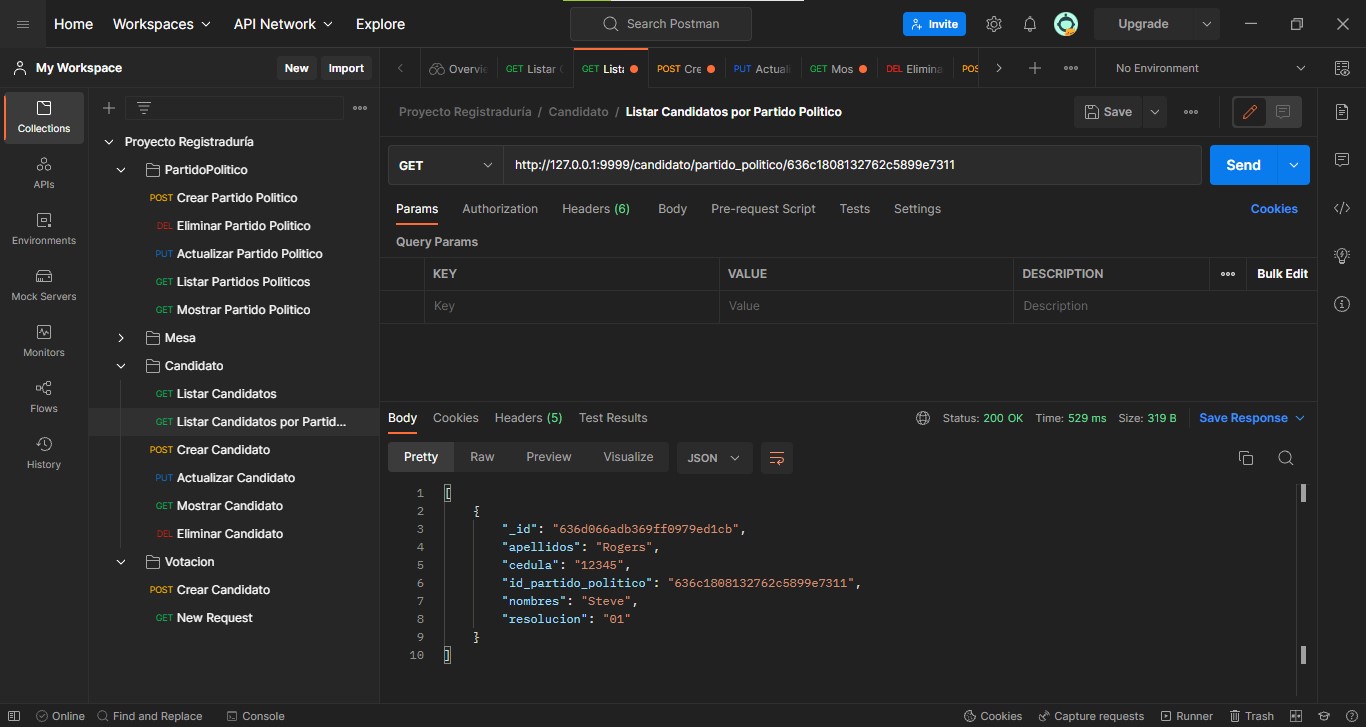 Home Workspaces API Network Explore Search Postman Invite Upgrade
My Workspace New Import Overvi GET Listar GET List POST Cre PUT Actuali GET Mos DEL Elimina POS No Environment
Collections
APIs
Environments
Mock Servers
Monitors
Flows
History
Proyecto Registraduría
PartidoPolitico
POST Crear Partido Politico
DEL Eliminar Partido Politico
PUT Actualizar Partido Politico
GET Listar Partidos Politicos
GET Mostrar Partido Politico
Mesa
Candidato
GET Listar Candidatos
GET Listar Candidatos por Partid...
POST Crear Candidato
PUT Actualizar Candidato
GET Mostrar Candidato
DEL Eliminar Candidato
Votacion
POST Crear Candidato
GET New Request
Proyecto Registraduría / Candidato / Listar Candidatos por Partido Politico Save
GET http://127.0.0.1:9999/candidato/partido_politico/636c1808132762c5899e7311 Send
Params Authorization Headers (6) Body Pre-request Script Tests Settings Cookies
Query Params
KEY VALUE DESCRIPTION Bulk Edit
Key Value Description
Body Cookies Headers (5) Test Results Status: 200 OK Time: 529 ms Size: 319 B Save Response
Pretty Raw Preview Visualize JSON
1 [
2 {
3 "_id": "636d066adb369ff0979ed1cb",
4 "apellidos": "Rogers",
5 "cedula": "12345",
6 "id_partido_politico": "636c1808132762c5899e7311",
7 "nombres": "Steve",
8 "resolucion": "01"
9 }
10 ]
Online Find and Replace Console Cookies Capture requests Runner Trash